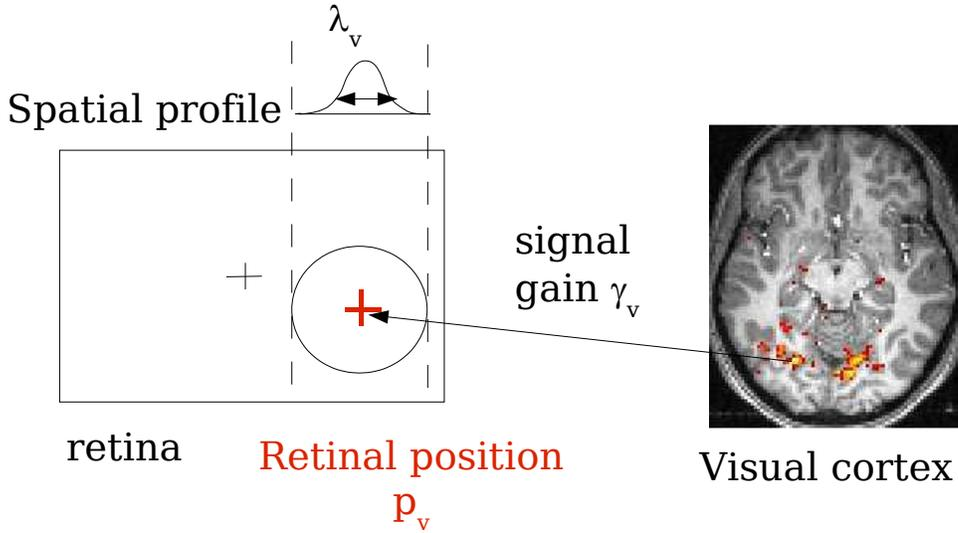 λv
Spatial profile
signal
gain γv
retina
Retinal position
pv
Visual cortex